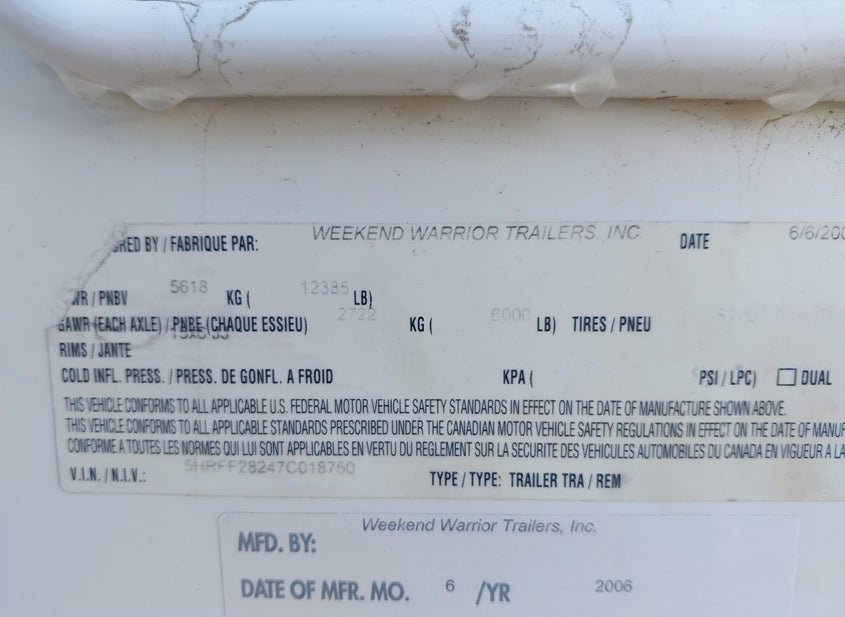 RED BY / FABRIQUE PAR: WEEKEND WARRIOR TRAILERS, INC. DATE 6/6/200
WR / PNBV 5618 KG ( 12385 LB)
GAWR (EACH AXLE) / PNBE (CHAQUE ESSIEU) 2722 KG ( 6000 LB) TIRES / PNEU
RIMS / JANTE
COLD INFL. PRESS. / PRESS. DE GONFL. A FROID KPA ( PSI / LPC) DUAL
THIS VEHICLE CONFORMS TO ALL APPLICABLE U.S. FEDERAL MOTOR VEHICLE SAFETY STANDARDS IN EFFECT ON THE DATE OF MANUFACTURE SHOWN ABOVE.
THIS VEHICLE CONFORMS TO ALL APPLICABLE STANDARDS PRESCRIBED UNDER THE CANADIAN MOTOR VEHICLE SAFETY REGULATIONS IN EFFECT ON THE DATE OF MANUF
CONFORME A TOUTES LES NORMES QUI LUI SONT APPLICABLES EN VERTU DU REGLEMENT SUR LA SECURITE DES VEHICULES AUTOMOBILES DU CANADA EN VIGUEUR A LA
V.I.N. / N.I.V.: 5HRFF28247C018750 TYPE / TYPE: TRAILER TRA / REM
MFD. BY: Weekend Warrior Trailers, Inc.
DATE OF MFR. MO. 6 /YR 2006